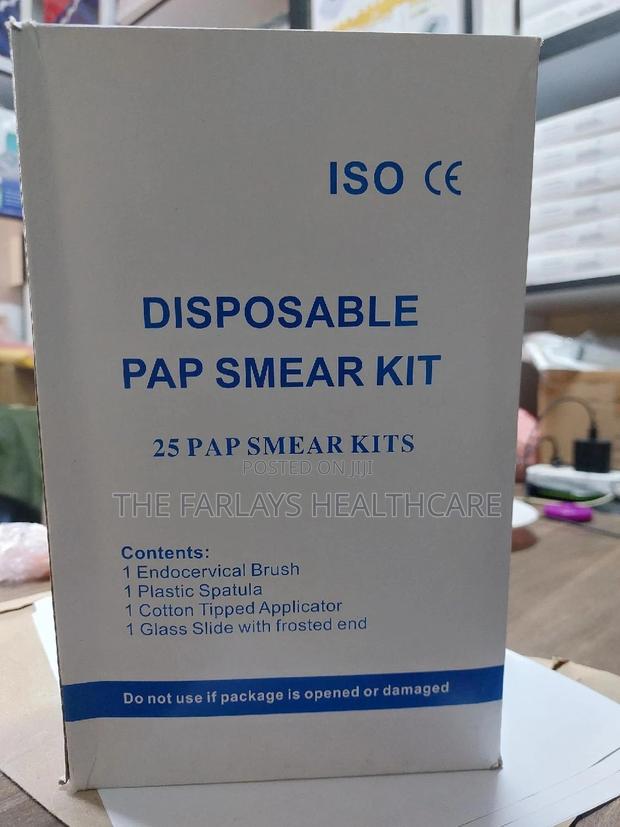 ISO CE
DISPOSABLE
PAP SMEAR KIT
25 PAP SMEAR KITS
POSTED ON JIJI
THE FARLAYS HEALTHCARE
Contents:
1 Endocervical Brush
1 Plastic Spatula
1 Cotton Tipped Applicator
1 Glass Slide with frosted end
Do not use if package is opened or damaged